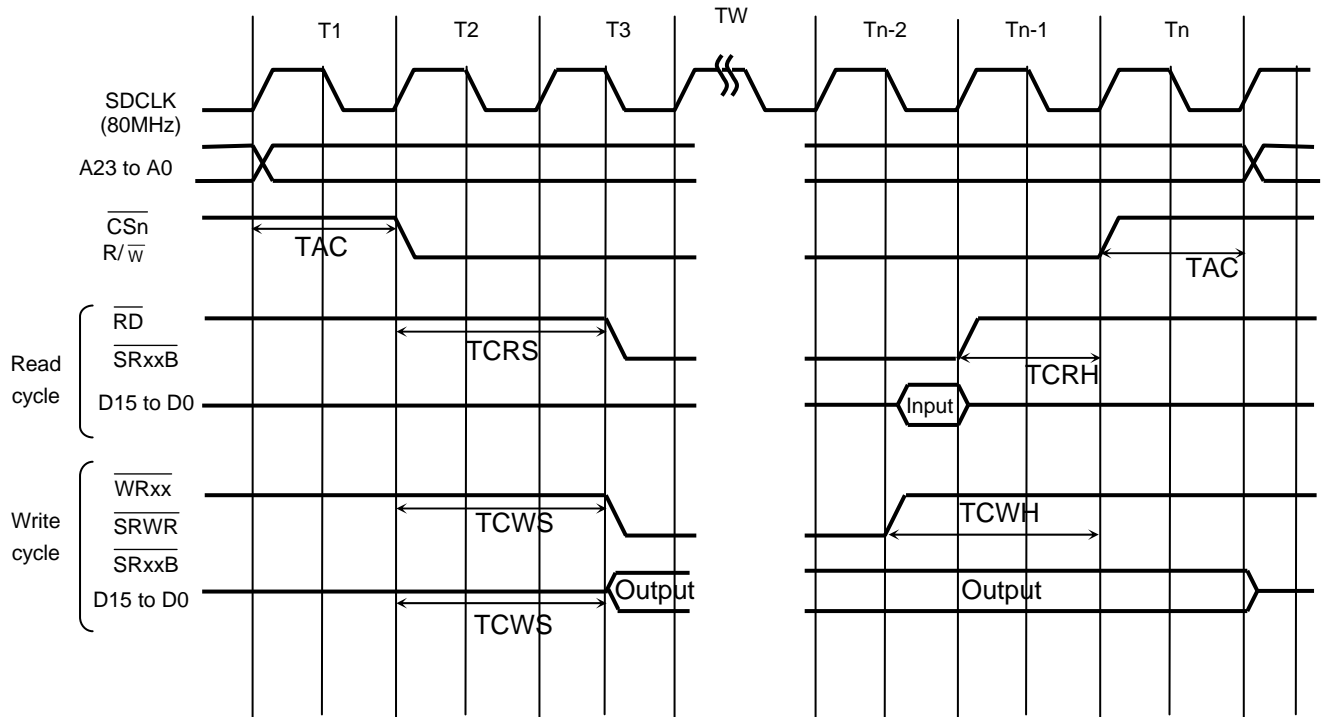 T1 T2 T3 TW Tn-2 Tn-1 Tn
SDCLK
(80MHz)
A23 to A0
CSn
R/W
TAC
TAC
Read
cycle
RD
SRxxB
TCRS
TCRH
D15 to D0
Input
Write
cycle
WRxx
SRWR
SRxxB
TCWS
TCWH
D15 to D0
Output
Output
TCWS